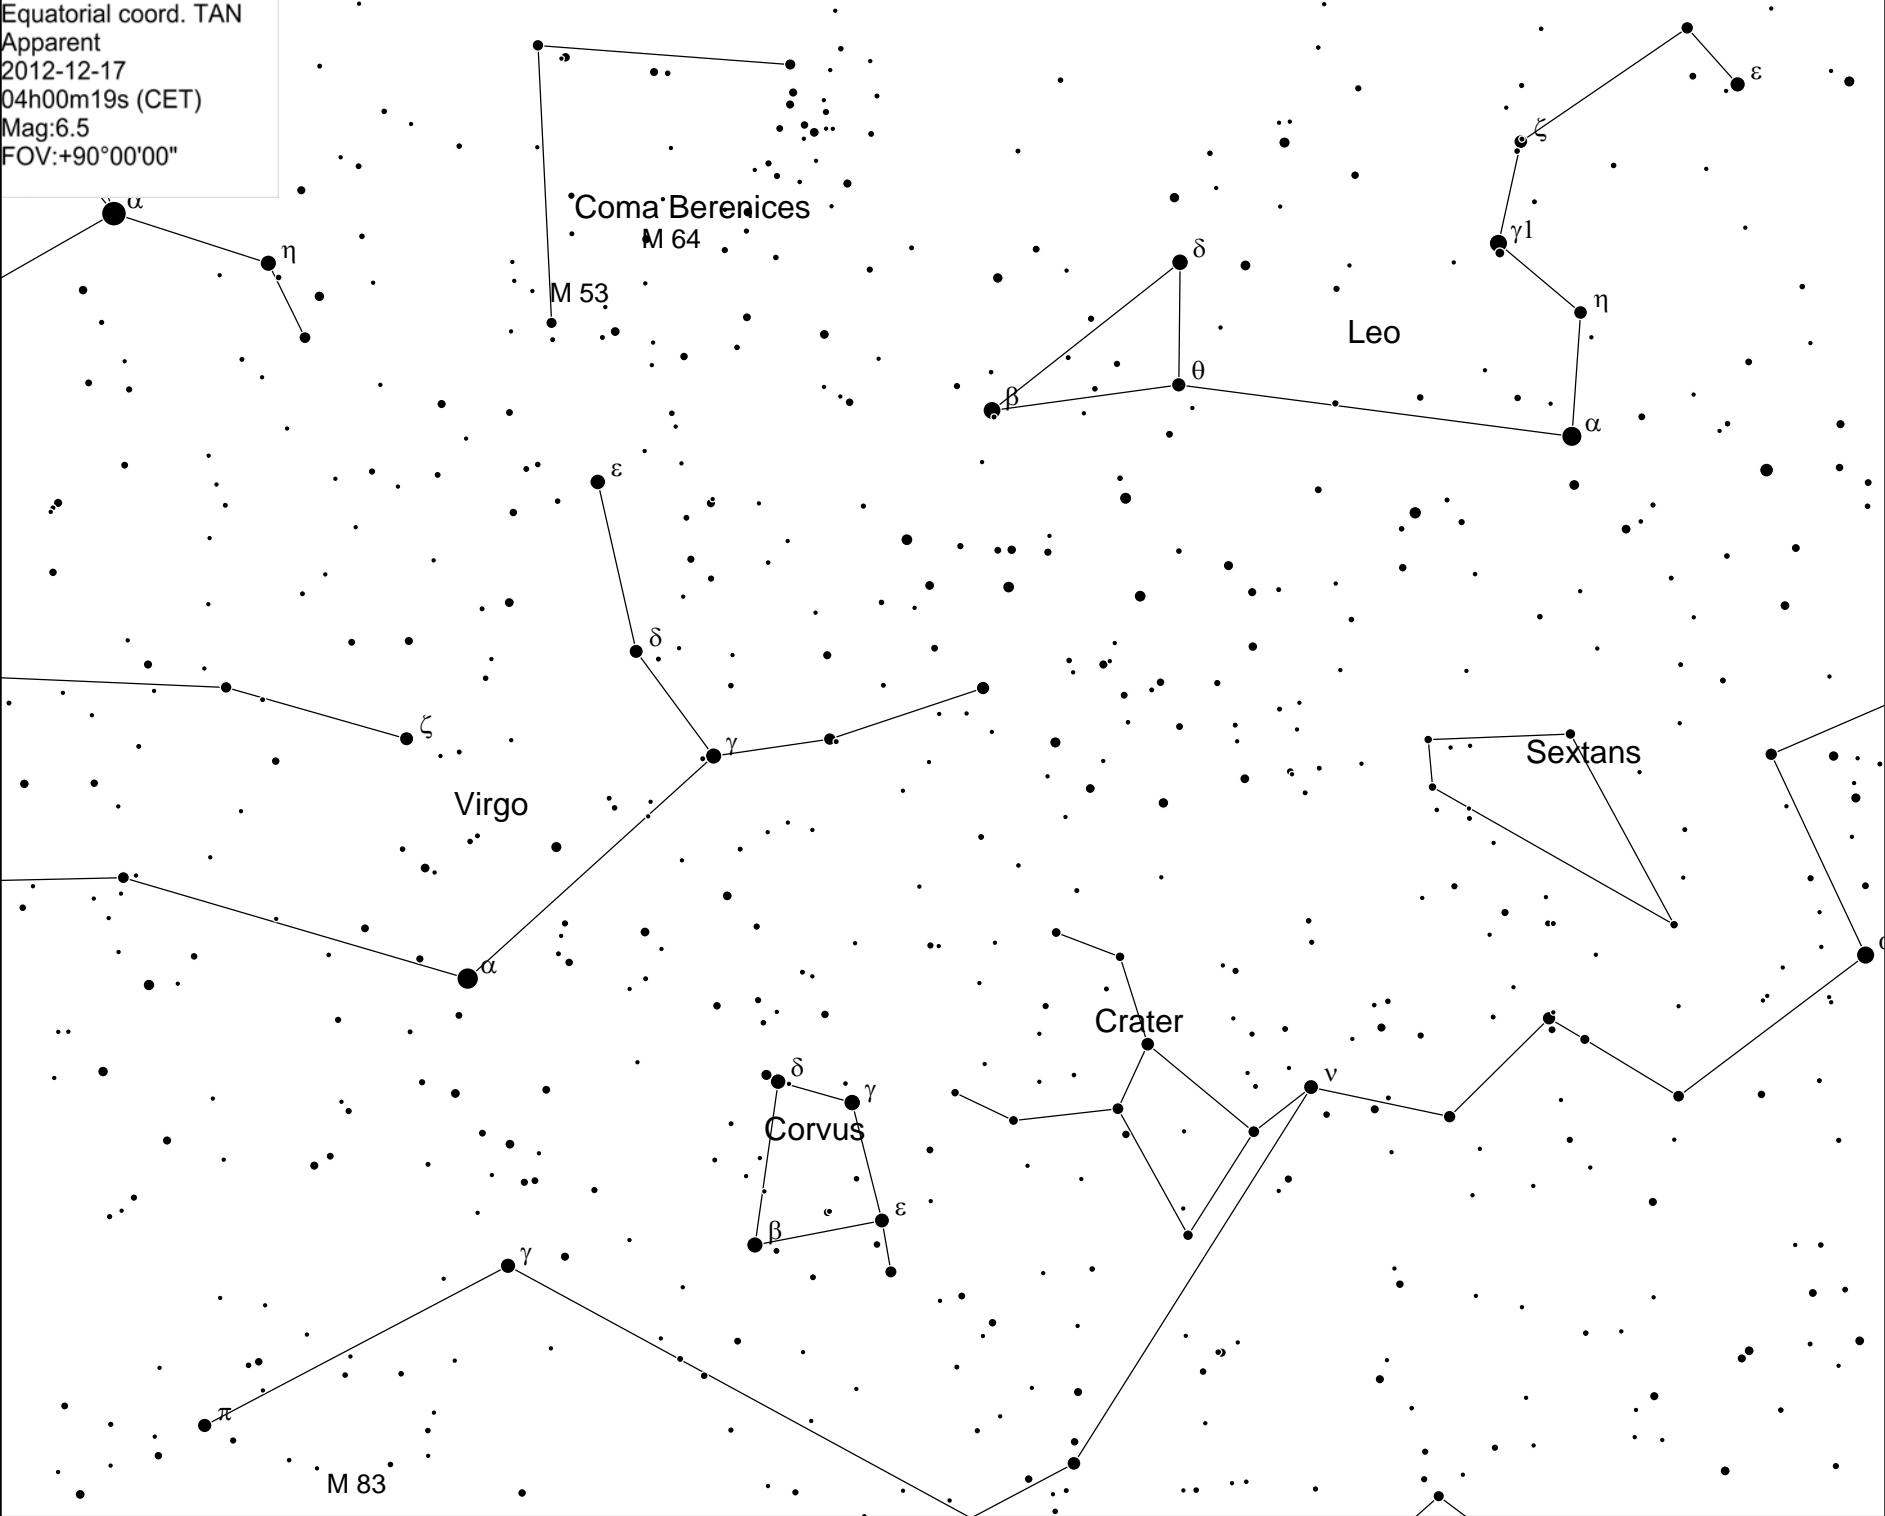 Equatorial coord. TAN
Apparent
2012-12-17
04h00m19s (CET)
Mag:6.5
FOV:+90°00'00"
ε
ζ
α
Coma Berenices
γ1
M 64
δ
η
M 53
η
Leo
θ
β
α
ε
δ
ζ
γ
Sextans
Virgo
α
Crater
δ
ν
γ
Corvus
ε
β
γ
π
M 83